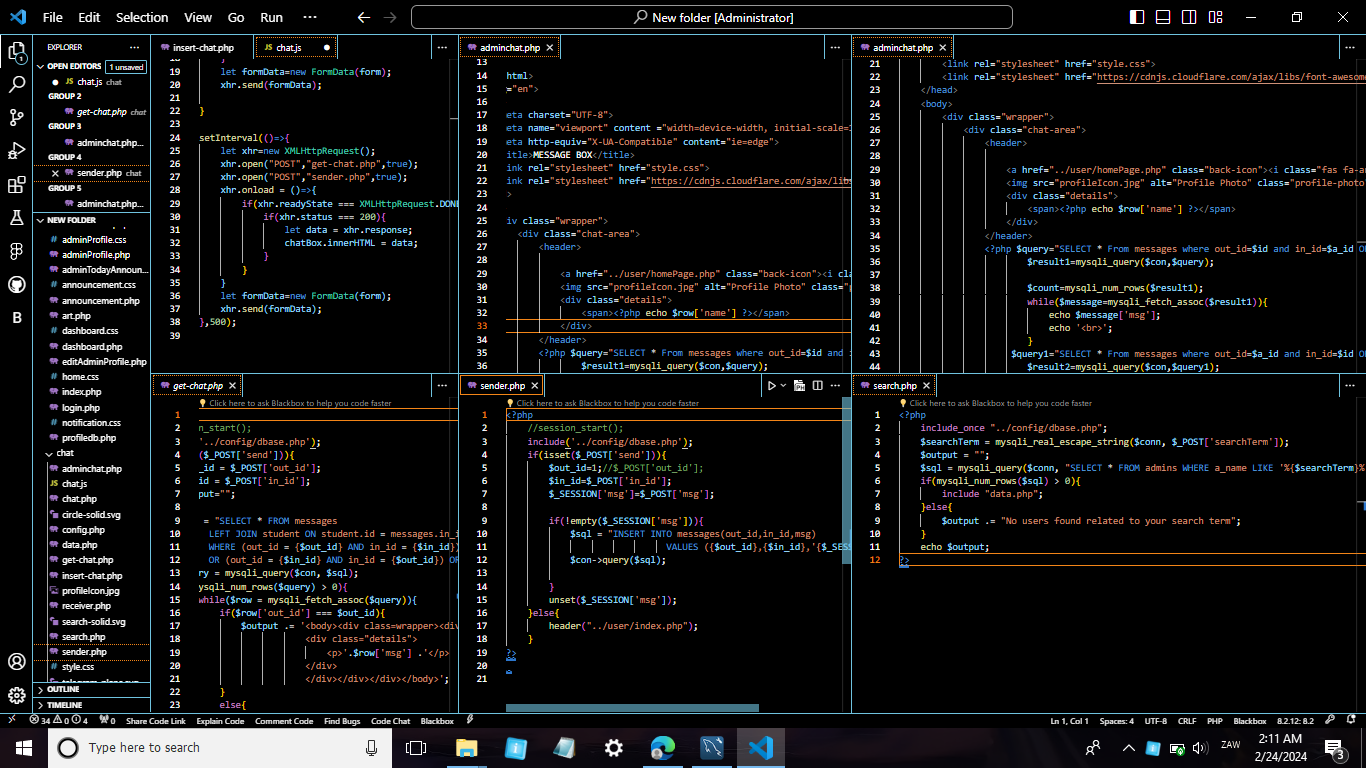 File Edit Selection View Go Run ··· New folder [Administrator]
EXPLORER ···
OPEN EDITORS 1 unsaved
chat.js chat
GROUP 2
get-chat.php chat
GROUP 3
adminchat.php...
GROUP 4
sender.php chat
GROUP 5
adminchat.php...
NEW FOLDER
adminProfile.css
adminProfile.php
adminTodayAnnoun...
announcement.css
announcement.php
art.php
dashboard.css
dashboard.php
editAdminProfile.php
home.css
index.php
login.php
notification.css
profiledb.php
chat
adminchat.php
chat.js
chat.php
circle-solid.svg
config.php
data.php
get-chat.php
insert-chat.php
profileIcon.jpg
receiver.php
search-solid.svg
search.php
sender.php
style.css
OUTLINE
TIMELINE
insert-chat.php chat.js ···
19 let formData=new FormData(form);
20 xhr.send(formData);
21
22 }
23
24 setInterval(()=>{
25 let xhr=new XMLHttpRequest();
26 xhr.open("POST","get-chat.php",true);
27 xhr.open("POST","sender.php",true);
28 xhr.onload = ()=>{
29 if(xhr.readyState === XMLHttpRequest.DON
30 if(xhr.status === 200){
31 let data = xhr.response;
32 chatBox.innerHTML = data;
33 }
34 }
35 }
36 let formData=new FormData(form);
37 xhr.send(formData);
38 },500);
39
adminchat.php ···
13
14 html>
15 ="en">
16
17 eta charset="UTF-8">
18 eta name="viewport" content ="width=device-width, initial-scale=
19 eta http-equiv="X-UA-Compatible" content="ie=edge">
20 itle>MESSAGE BOX</title>
21 ink rel="stylesheet" href="style.css">
22 ink rel="stylesheet" href="https://cdnjs.cloudflare.com/ajax/lib
23 >
24
25 iv class="wrapper">
26 <div class="chat-area">
27 <header>
28
29 <a href="../user/homePage.php" class="back-icon"><i cla
30 <img src="profileIcon.jpg" alt="Profile Photo" class="
31 <div class="details">
32 <span><?php echo $row['name'] ?></span>
33 </div>
34 </header>
35 <?php $query="SELECT * From messages where out_id=$id and
36 $result1=mysqli_query($con,$query);
adminchat.php ···
21 <link rel="stylesheet" href="style.css">
22 <link rel="stylesheet" href="https://cdnjs.cloudflare.com/ajax/libs/font-awesom
23 </head>
24 <body>
25 <div class="wrapper">
26 <div class="chat-area">
27 <header>
28
29 <a href="../user/homePage.php" class="back-icon"><i class="fas fa-a
30 <img src="profileIcon.jpg" alt="Profile Photo" class="profile-photo
31 <div class="details">
32 <span><?php echo $row['name'] ?></span>
33 </div>
34 </header>
35 <?php $query="SELECT * From messages where out_id=$id and in_id=$a_id O
36 $result1=mysqli_query($con,$query);
37
38 $count=mysqli_num_rows($result1);
39 while($message=mysqli_fetch_assoc($result1)){
40 echo $message['msg'];
41 echo '<br>';
42 }
43 $query1="SELECT * From messages where out_id=$a_id and in_id=$id O
44 $result2=mysqli_query($con,$query1);
get-chat.php ···
Click here to ask Blackbox to help you code faster
1
2 n_start();
3 '../config/dbase.php');
4 ($_POST['send'])){
5 _id = $_POST['out_id'];
6 id = $_POST['in_id'];
7 put="";
8
9 = "SELECT * FROM messages
10 LEFT JOIN student ON student.id = messages.in_i
11 WHERE (out_id = {$out_id} AND in_id = {$in_id})
12 OR (out_id = {$in_id} AND in_id = {$out_id}) O
13 ry = mysqli_query($con, $sql);
14 ysqli_num_rows($query) > 0){
15 while($row = mysqli_fetch_assoc($query)){
16 if($row['out_id'] === $out_id){
17 $output .= '<body><div class=wrapper><div
18 <div class="details">
19 <p>'.$row['msg'] .'</p>
20 </div>
21 </div></div></div></body>';
22 }
23 else{
sender.php ···
Click here to ask Blackbox to help you code faster
1 <?php
2 //session_start();
3 include('../config/dbase.php');
4 if(isset($_POST['send'])){
5 $out_id=1;//$_POST['out_id'];
6 $in_id=$_POST['in_id'];
7 $_SESSION['msg']=$_POST['msg'];
8
9 if(!empty($_SESSION['msg'])){
10 $sql = "INSERT INTO messages(out_id,in_id,msg)
11 VALUES ({$out_id},{$in_id},'{$_SES
12 $con->query($sql);
13
14 }
15 unset($_SESSION['msg']);
16 }else{
17 header("../user/index.php");
18 }
19 ?>
20
21
search.php ···
Click here to ask Blackbox to help you code faster
1 <?php
2 include_once "../config/dbase.php";
3 $searchTerm = mysqli_real_escape_string($conn, $_POST['searchTerm']);
4 $output = "";
5 $sql = mysqli_query($conn, "SELECT * FROM admins WHERE a_name LIKE '%{$searchTerm}%
6 if(mysqli_num_rows($sql) > 0){
7 include "data.php";
8 }else{
9 $output .= "No users found related to your search term";
10 }
11 echo $output;
12 ?>
34 0 4 0 Share Code Link Explain Code Comment Code Find Bugs Code Chat Blackbox Ln 1, Col 1 Spaces: 4 UTF-8 CRLF PHP Blackbox 8.2.12: 8.2
Type here to search ZAW 2:11 AM
2/24/2024 3